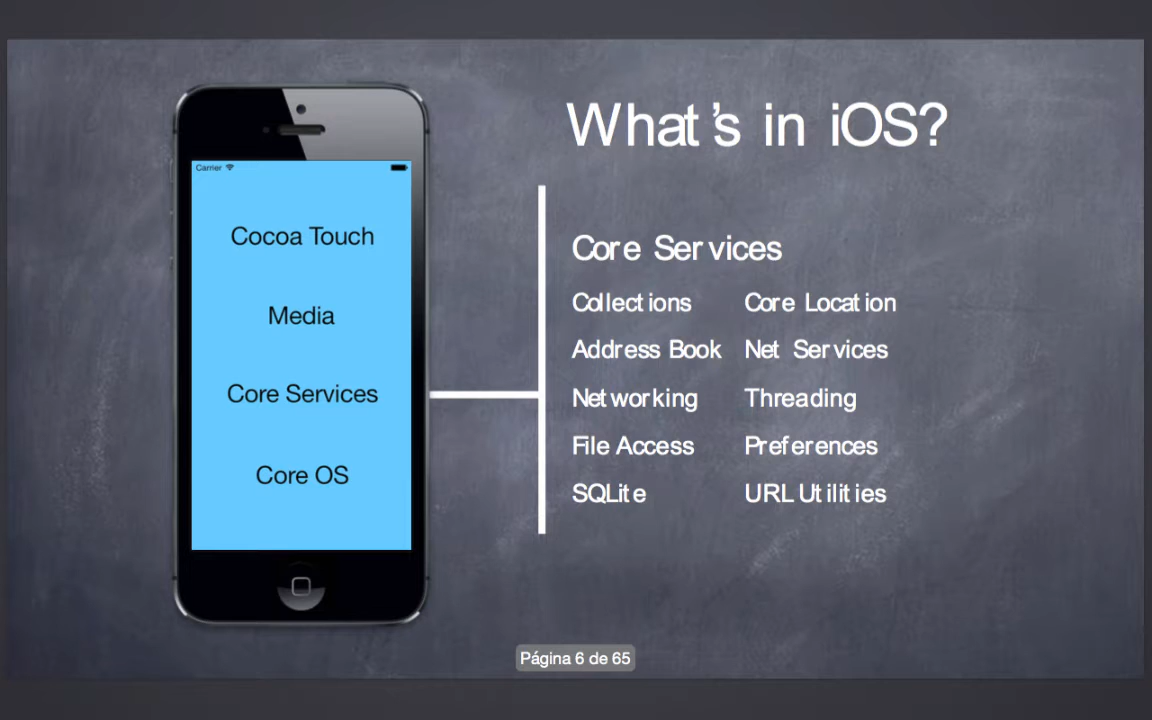 What's in iOS?
Carrier
Cocoa Touch
Media
Core Services
Core OS
Core Services
Collections Core Location
Address Book Net Services
Networking Threading
File Access Preferences
SQLite URL Utilities
Página 6 de 65